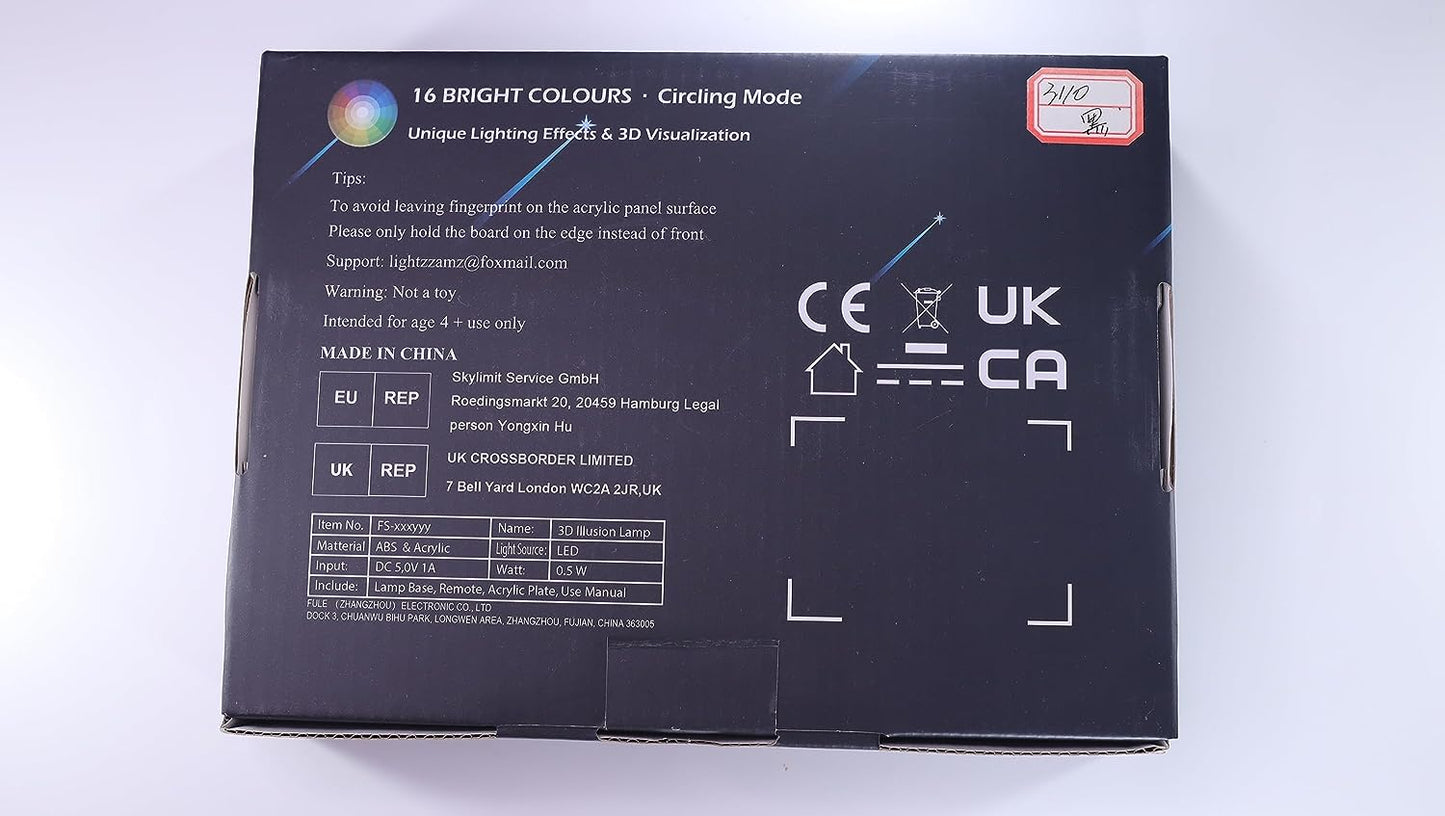 16 BRIGHT COLOURS · Circling Mode
Unique Lighting Effects & 3D Visualization
3110
黑
Tips:
To avoid leaving fingerprint on the acrylic panel surface
Please only hold the board on the edge instead of front
Support: lightzzamz@foxmail.com
Warning: Not a toy
Intended for age 4 + use only
MADE IN CHINA
EU REP
Skylimit Service GmbH
Roedingsmarkt 20, 20459 Hamburg Legal
person Yongxin Hu
UK REP
UK CROSSBORDER LIMITED
7 Bell Yard London WC2A 2JR,UK
CE
UK
CA
Item No. FS-xxxyyy Name: 3D Illusion Lamp
Matterial ABS & Acrylic Light Source: LED
Input: DC 5,0V 1A Watt: 0.5 W
Include: Lamp Base, Remote, Acrylic Plate, Use Manual
FULE （ZHANGZHOU）ELECTRONIC CO., LTD
DOCK 3, CHUANWU BIHU PARK, LONGWEN AREA, ZHANGZHOU, FUJIAN, CHINA 363005